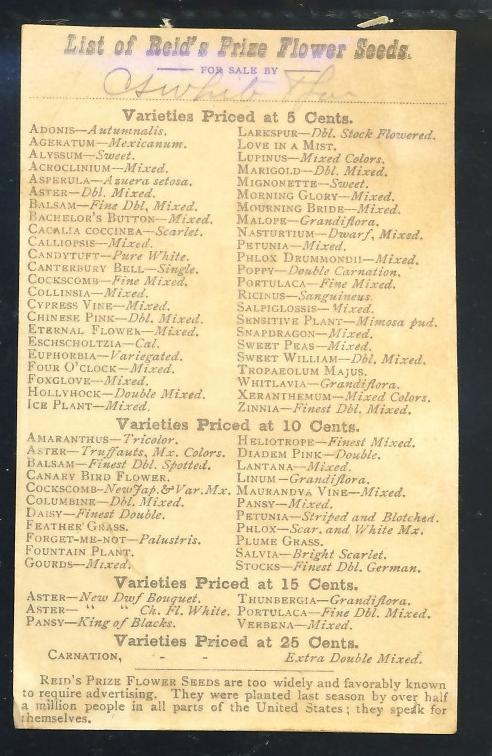 List of Reid's Prize Flower Seeds.
FOR SALE BY
Varieties Priced at 5 Cents.
ADONIS—Autumnalis.
AGERATUM—Mexicanum.
ALYSSUM—Sweet.
ACROCLINIUM—Mixed.
ASPERULA—Azuera setosa.
ASTER—Dbl. Mixed.
BALSAM—Fine Dbl, Mixed.
BACHELOR'S BUTTON—Mixed.
CACALIA COCCINEA—Scarlet.
CALLIOPSIS—Mixed.
CANDYTUFT—Pure White.
CANTERBURY BELL—Single.
COCKSCOMB—Fine Mixed.
COLLINSIA—Mixed.
CYPRESS VINE—Mixed.
CHINESE PINK—Dbl. Mixed.
ETERNAL FLOWER—Mixed.
ESCHSCHOLTZIA—Cal.
EUPHORBIA—Variegated.
FOUR O'CLOCK—Mixed.
FOXGLOVE—Mixed.
HOLLYHOCK—Double Mixed.
ICE PLANT—Mixed.
LARKSPUR—Dbl. Stock Flowered.
LOVE IN A MIST.
LUPINUS—Mixed Colors.
MARIGOLD—Dbl. Mixed.
MIGNONETTE—Sweet.
MORNING GLORY—Mixed.
MOURNING BRIDE—Mixed.
MALOPE—Grandiflora.
NASTURTIUM—Dwarf, Mixed.
PETUNIA—Mixed.
PHLOX DRUMMONDII—Mixed.
POPPY—Double Carnation.
PORTULACA—Fine Mixed.
RICINUS—Sanguineus.
SALPIGLOSSIS—Mixed.
SENSITIVE PLANT—Mimosa pud.
SNAPDRAGON—Mixed.
SWEET PEAS—Mixed.
SWEET WILLIAM—Dbl. Mixed.
TROPAEOLUM MAJUS.
WHITLAVIA—Grandiflora.
XERANTHEMUM—Mixed Colors.
ZINNIA—Finest Dbl. Mixed.
Varieties Priced at 10 Cents.
AMARANTHUS—Tricolor.
ASTER—Truffauts, Mx. Colors.
BALSAM—Finest Dbl. Spotted.
CANARY BIRD FLOWER.
COCKSCOMB-New Jap. & Var. Mx.
COLUMBINE—Dbl. Mixed.
DAISY—Finest Double.
FEATHER GRASS.
FORGET-ME-NOT—Palustris.
FOUNTAIN PLANT.
GOURDS—Mixed.
HELIOTROPE—Finest Mixed.
DIADEM PINK—Double.
LANTANA—Mixed.
LINUM—Grandiflora.
MAURANDYA VINE—Mixed.
PANSY—Mixed.
PETUNIA—Striped and Blotched.
PHLOX—Scar. and White Mx.
PLUME GRASS.
SALVIA—Bright Scarlet.
STOCKS—Finest Dbl. German.
Varieties Priced at 15 Cents.
ASTER—New Dwf Bouquet.
ASTER— " " Ch. Fl. White.
PANSY—King of Blacks.
THUNBERGIA—Grandiflora.
PORTULACA—Fine Dbl. Mixed.
VERBENA—Mixed.
Varieties Priced at 25 Cents.
CARNATION, - - Extra Double Mixed.
REID'S PRIZE FLOWER SEEDS are too widely and favorably known
to require advertising. They were planted last season by over half
a million people in all parts of the United States; they speak for
themselves.